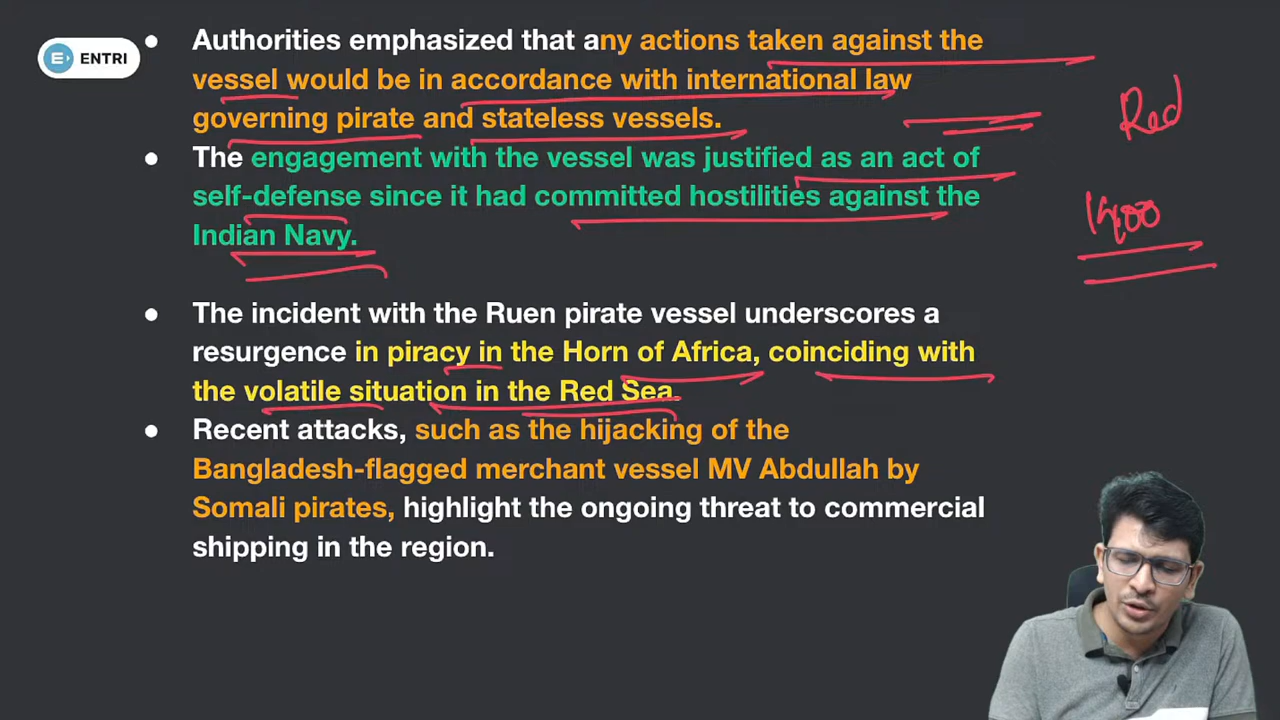 ENTRI
Authorities emphasized that any actions taken against the
vessel would be in accordance with international law
governing pirate and stateless vessels.
The engagement with the vessel was justified as an act of
self-defense since it had committed hostilities against the
Indian Navy.
The incident with the Ruen pirate vessel underscores a
resurgence in piracy in the Horn of Africa, coinciding with
the volatile situation in the Red Sea.
Recent attacks, such as the hijacking of the
Bangladesh-flagged merchant vessel MV Abdullah by
Somali pirates, highlight the ongoing threat to commercial
shipping in the region.
Red